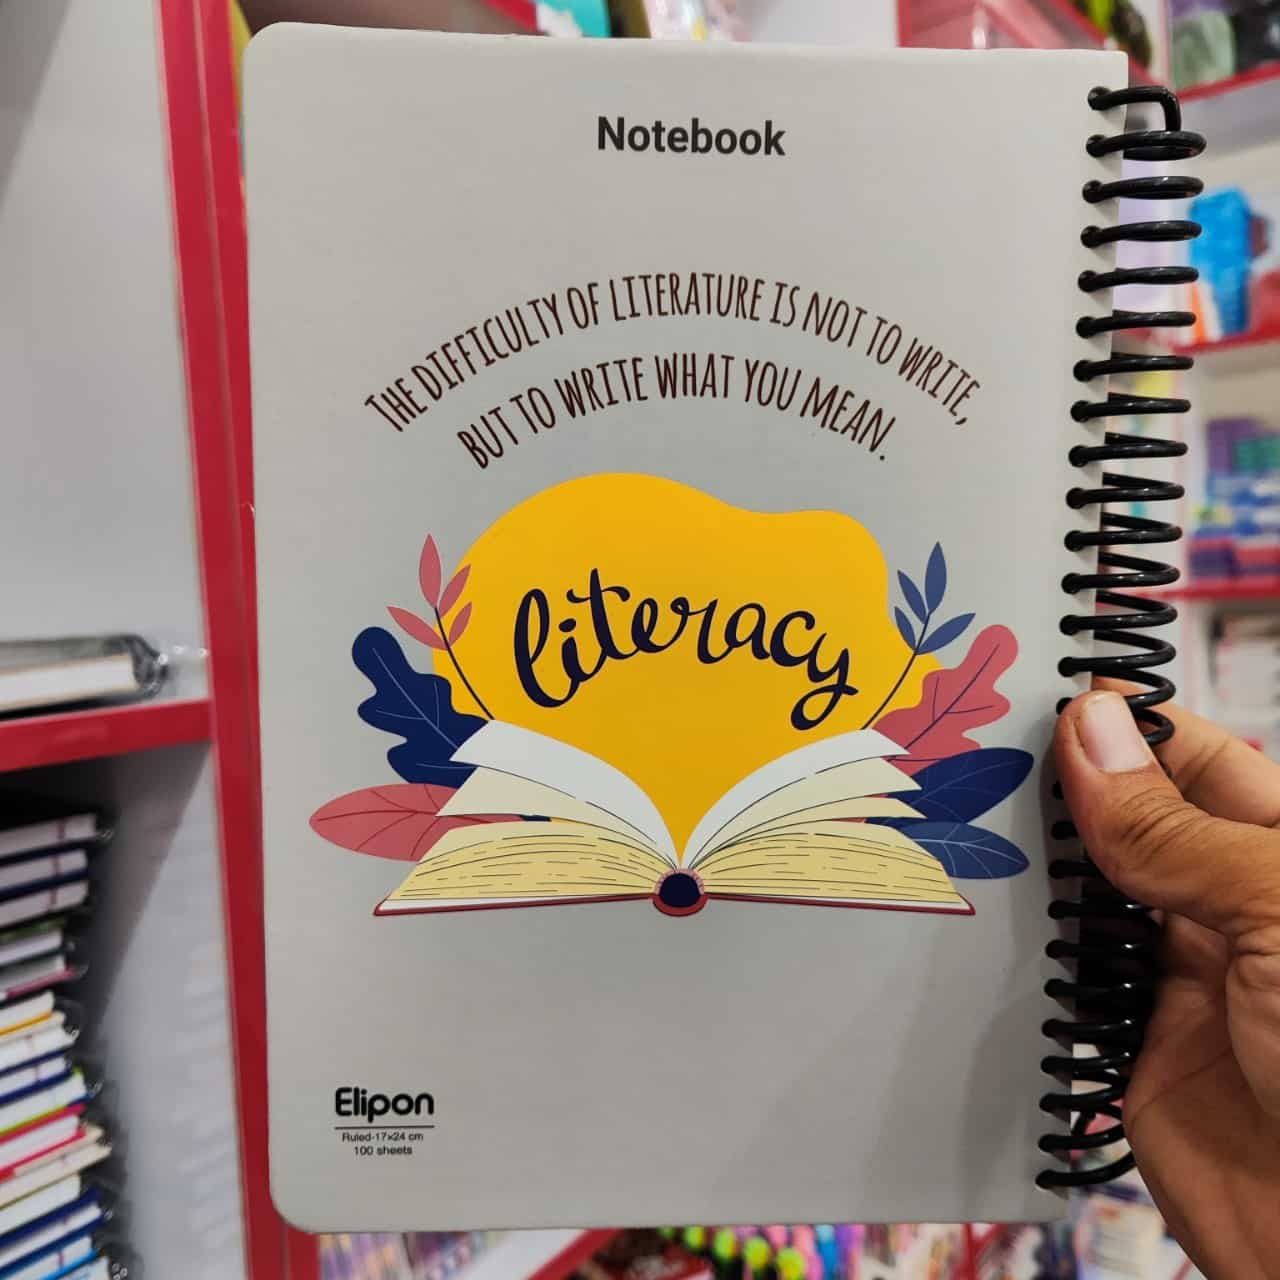 Notebook
THE DIFFICULTY OF LITERATURE IS NOT TO WRITE,
BUT TO WRITE WHAT YOU MEAN.
literacy
Elipon
Ruled-17×24 cm
100 sheets